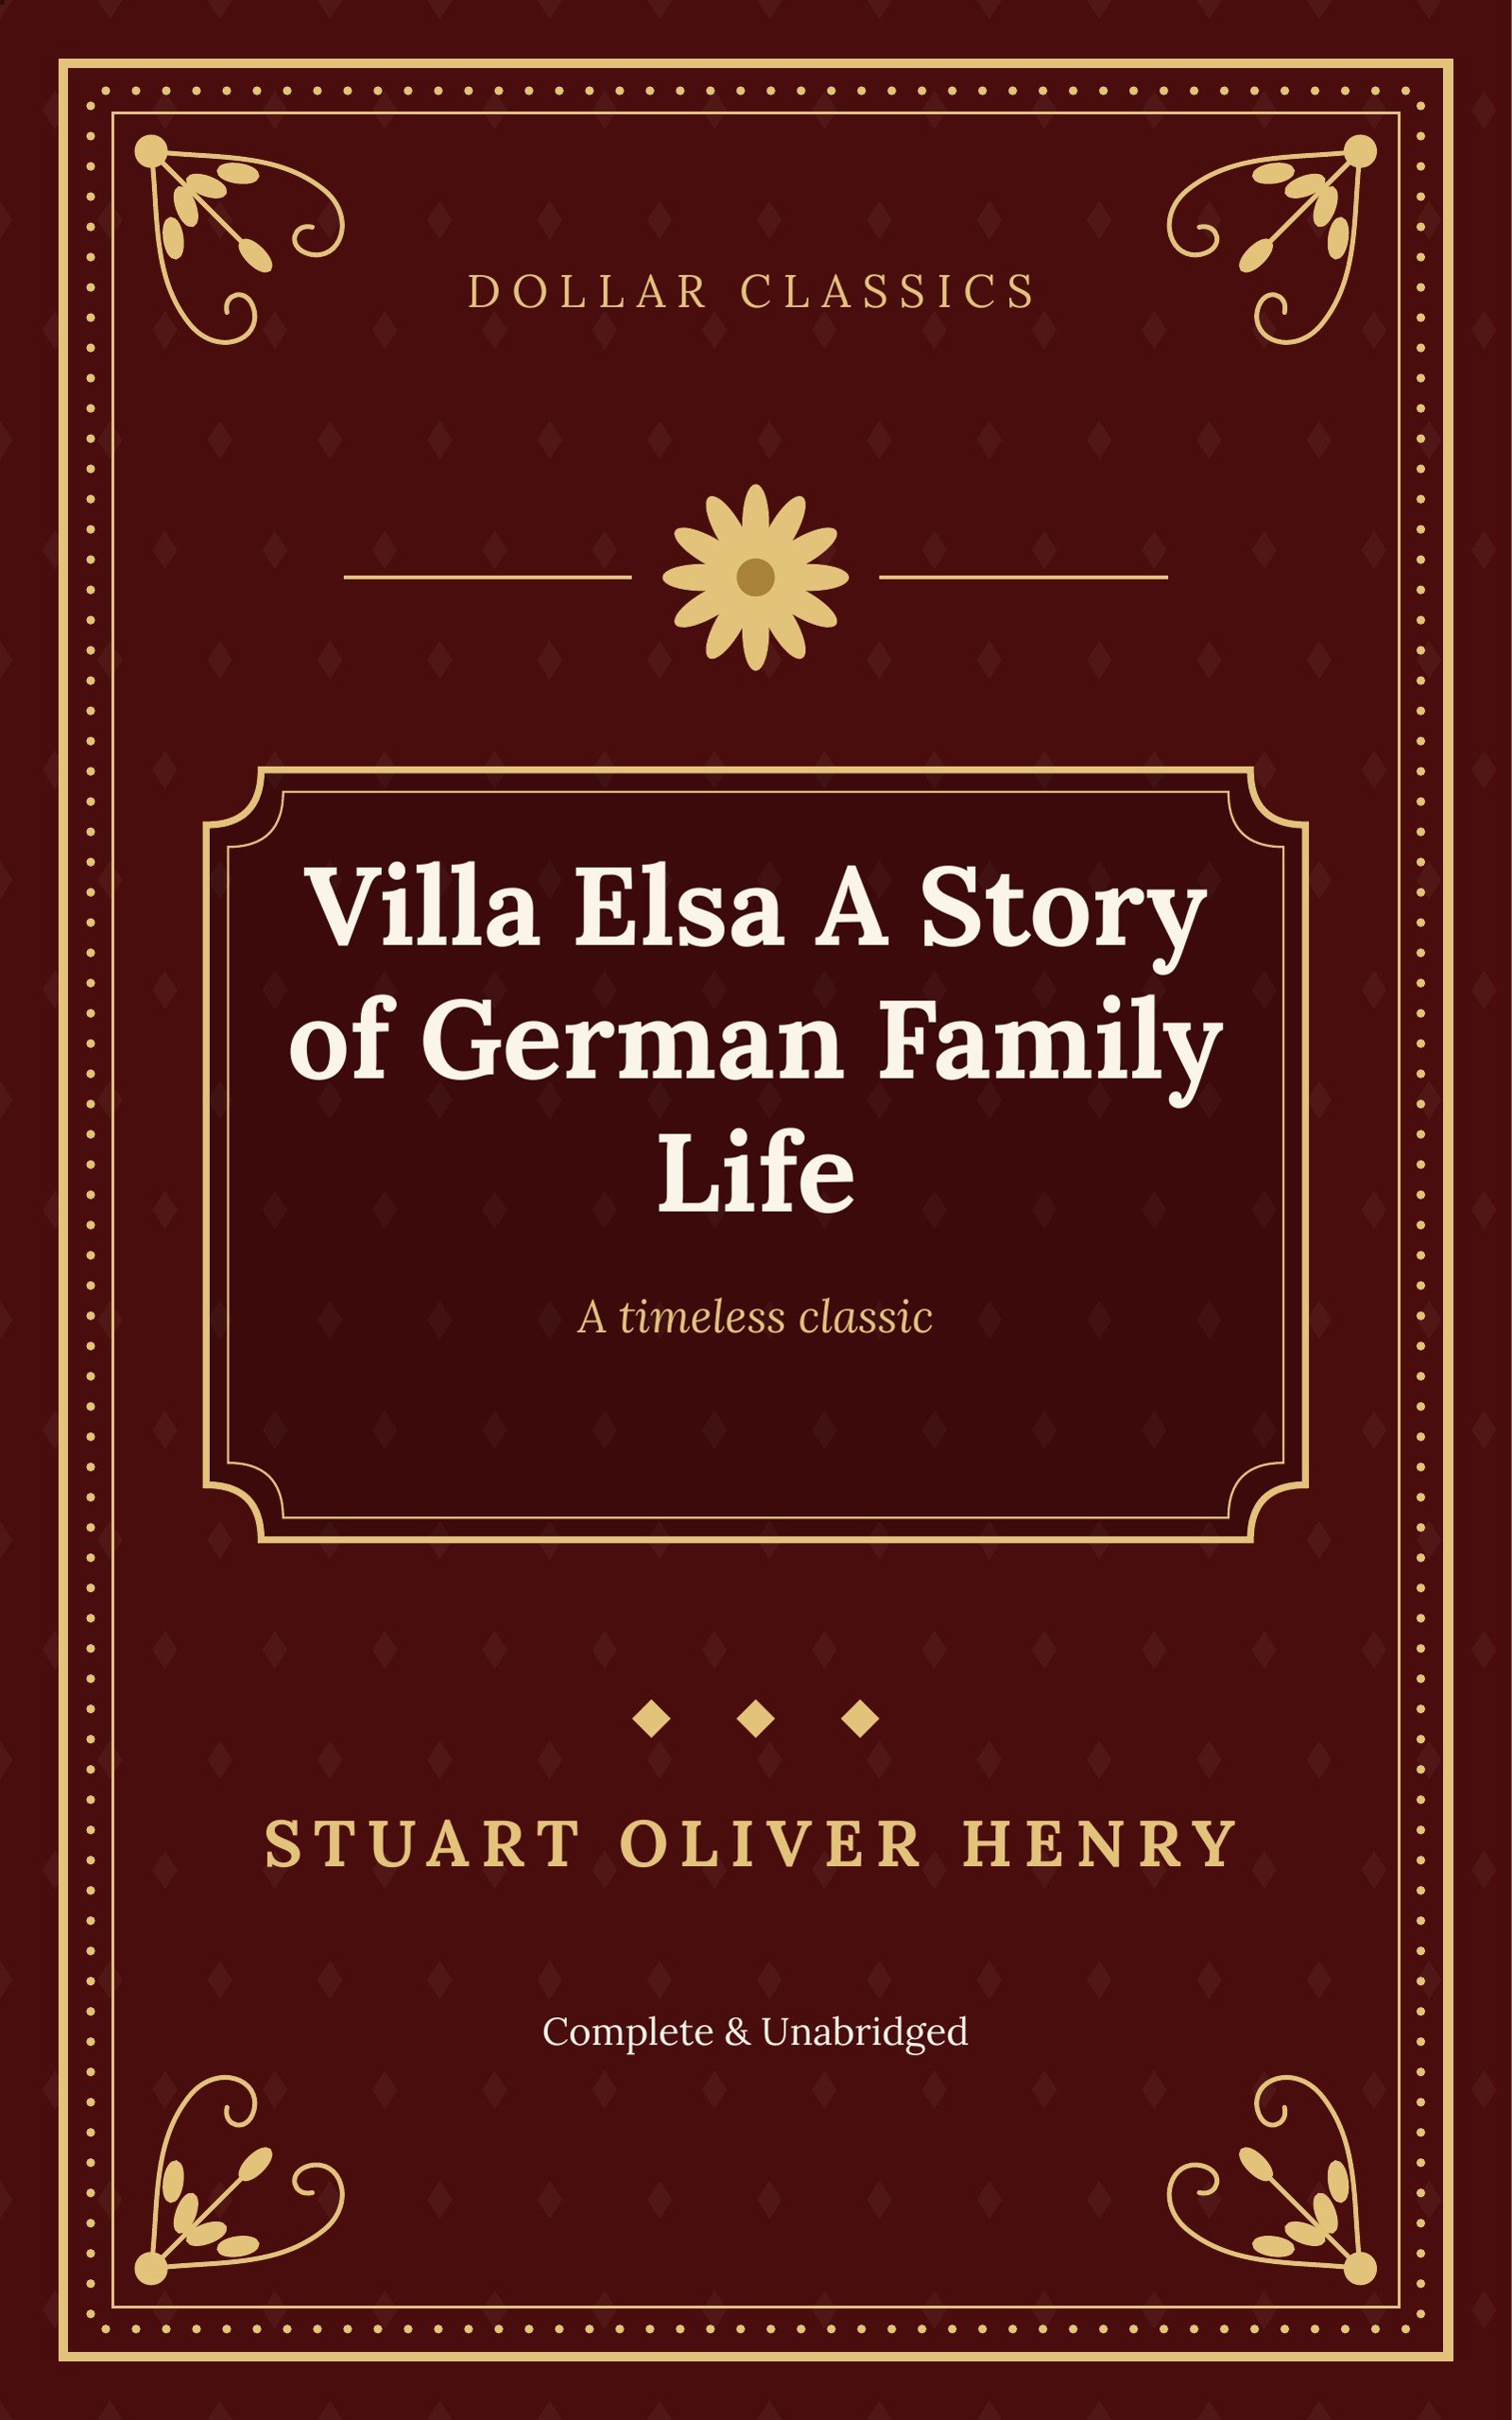 DOLLAR CLASSICS
Villa Elsa A Story
of German Family
Life
A timeless classic
STUART OLIVER HENRY
Complete & Unabridged